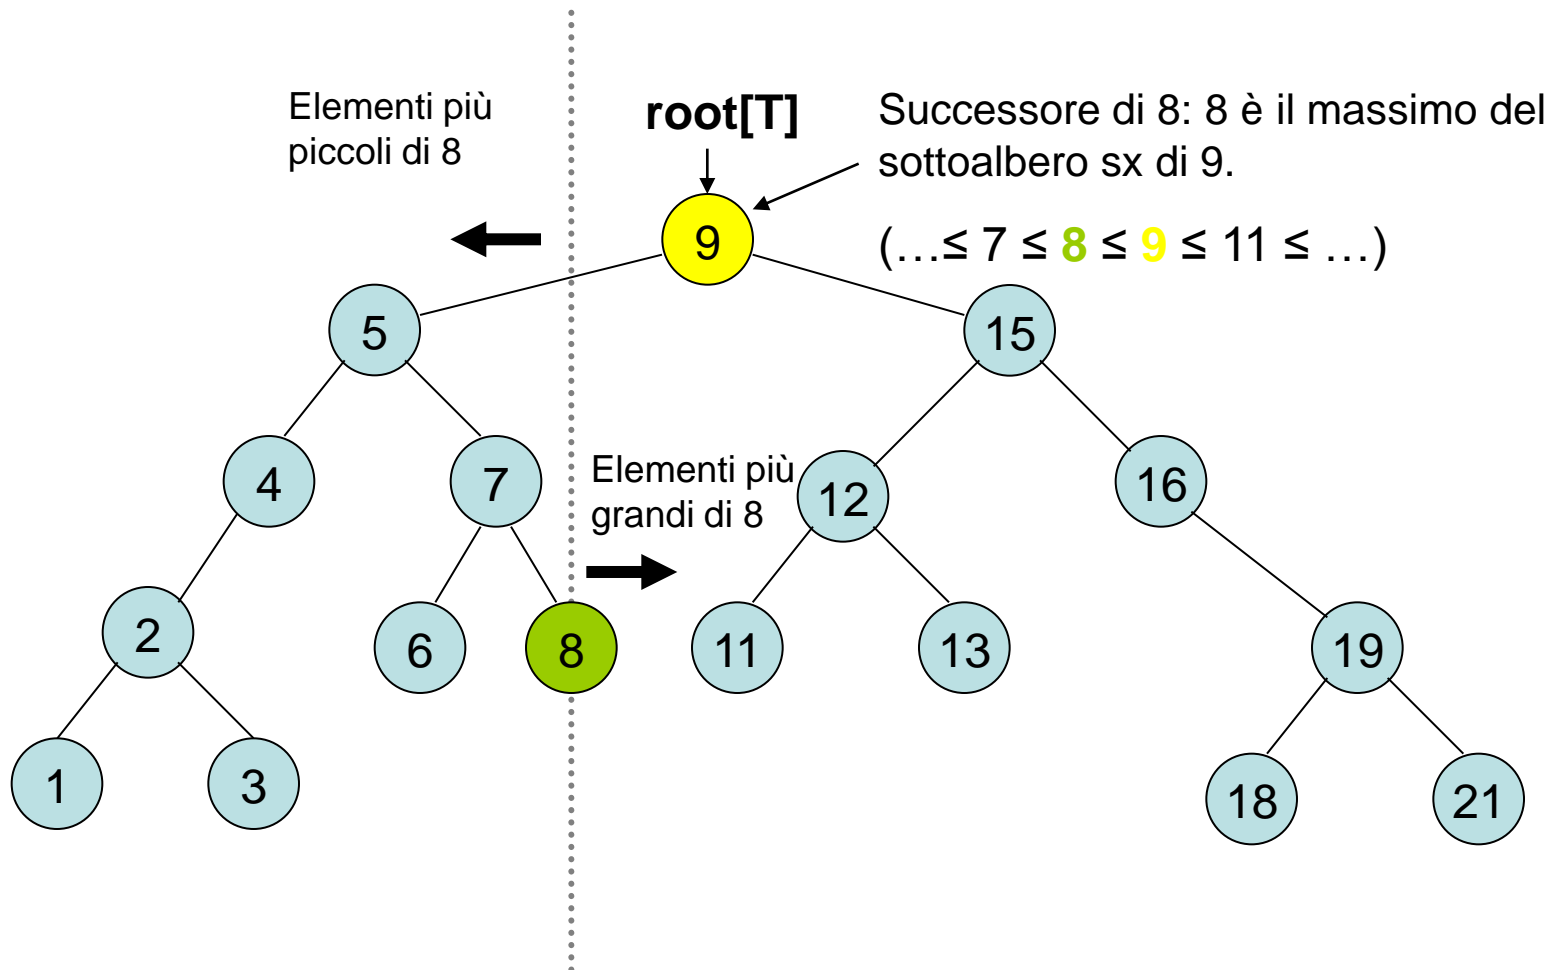 Elementi più
piccoli di 8
root[T]
Successore di 8: 8 è il massimo del
sottoalbero sx di 9.
(…≤ 7 ≤ 8 ≤ 9 ≤ 11 ≤ …)
9
5
15
4
7
Elementi più
grandi di 8
12
16
2
6
8
11
13
19
1
3
18
21